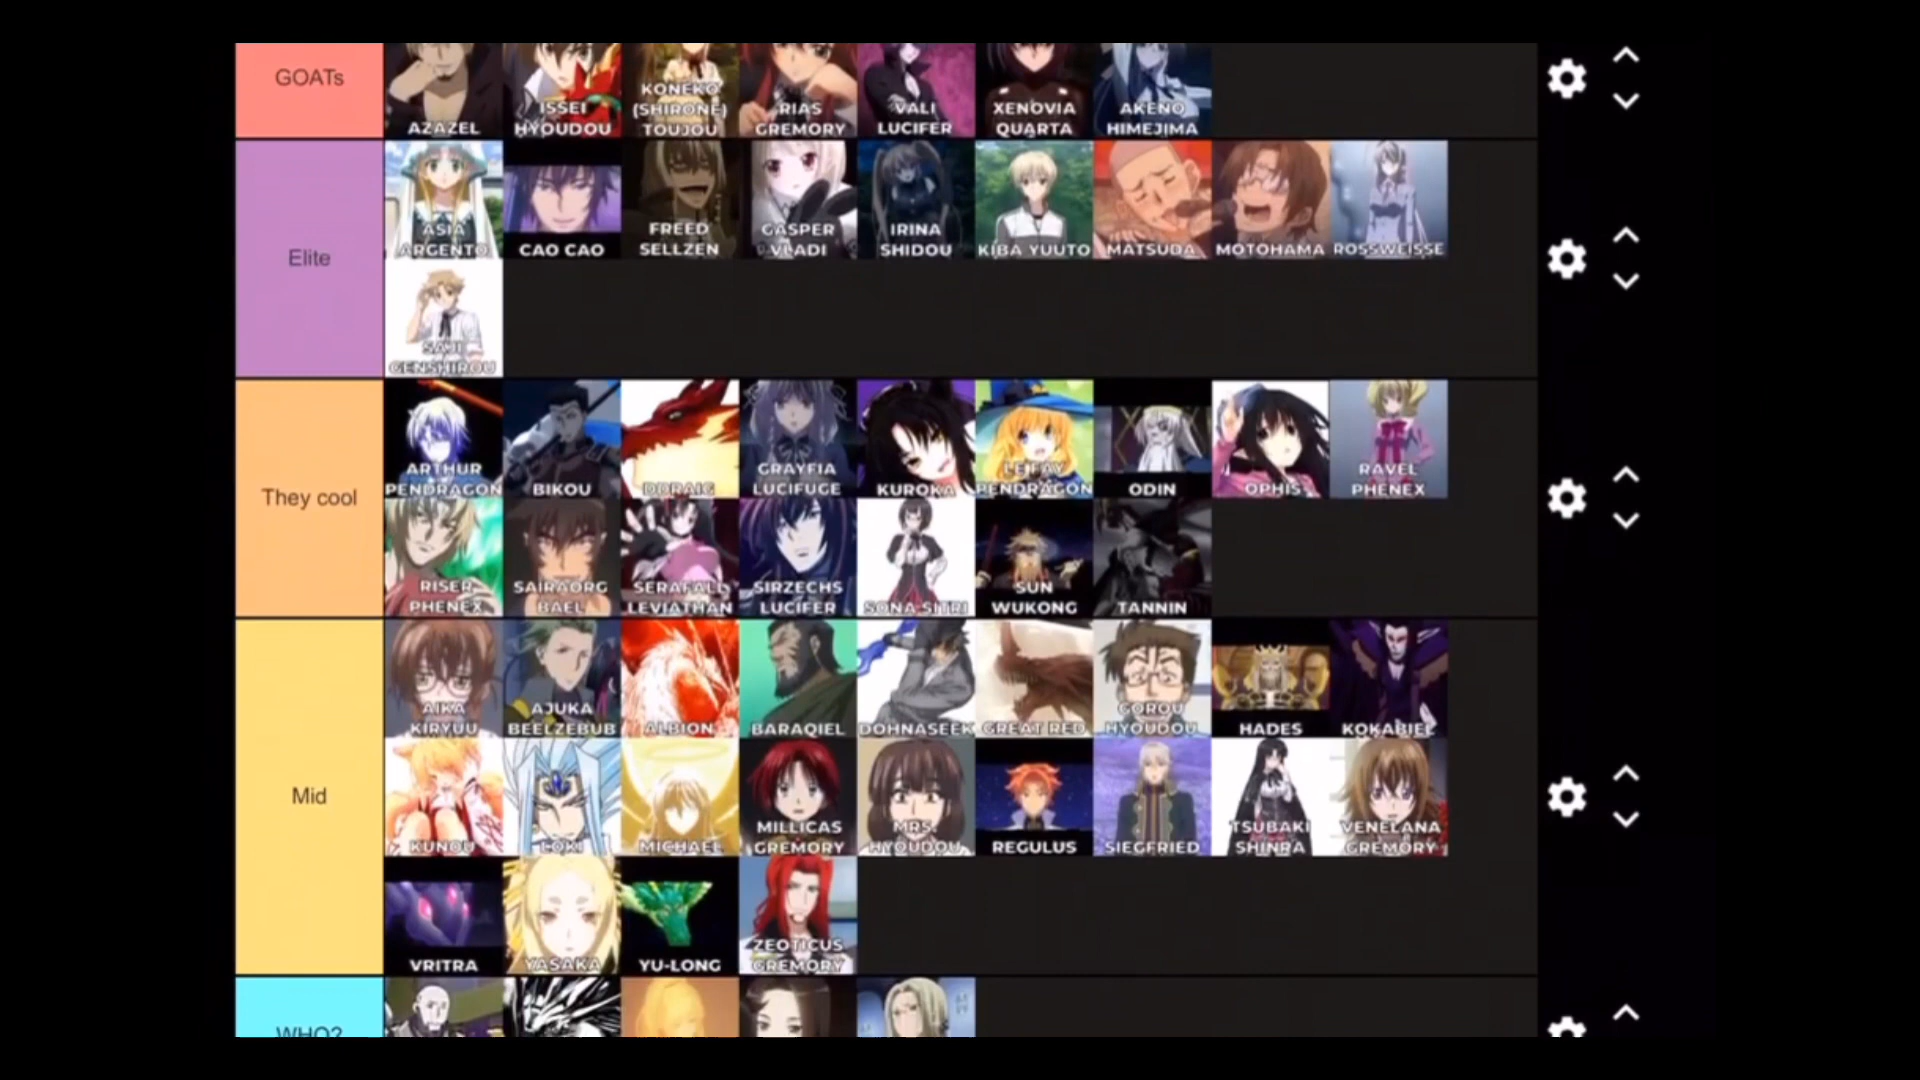 GOATs
AZAZEL
ISSEI
HYOUDOU
KONEKO
(SHIRONE)
TOUJOU
RIAS
GREMORY
VALI
LUCIFER
XENOVIA
QUARTA
AKENO
HIMEJIMA
Elite
ASIA
ARGENTO
CAO CAO
FREED
SELLZEN
GASPER
VLADI
IRINA
SHIDOU
KIBA YUUTO
MATSUDA
MOTOHAMA
ROSSWEISSE
SAJI
GENSHIROU
They cool
ARTHUR
PENDRAGON
BIKOU
DDRAIG
GRAYFIA
LUCIFUGE
KUROKA
LE FAY
PENDRAGON
ODIN
OPHIS
RAVEL
PHENEX
RISER
PHENEX
SAIRAORG
BAEL
SERAFALL
LEVIATHAN
SIRZECHS
LUCIFER
SONA SITRI
SUN
WUKONG
TANNIN
Mid
AIKA
KIRYUU
AJUKA
BEELZEBUB
ALBION
BARAQIEL
DOHNASEEK
GREAT RED
GOROU
HYOUDOU
HADES
KOKABIEL
KUNOU
LOKI
MICHAEL
MILLICAS
GREMORY
MRS.
HYOUDOU
REGULUS
SIEGFRIED
TSUBAKI
SHINRA
VENELANA
GREMORY
VRITRA
YASAKA
YU-LONG
ZEOTICUS
GREMORY
WHO?